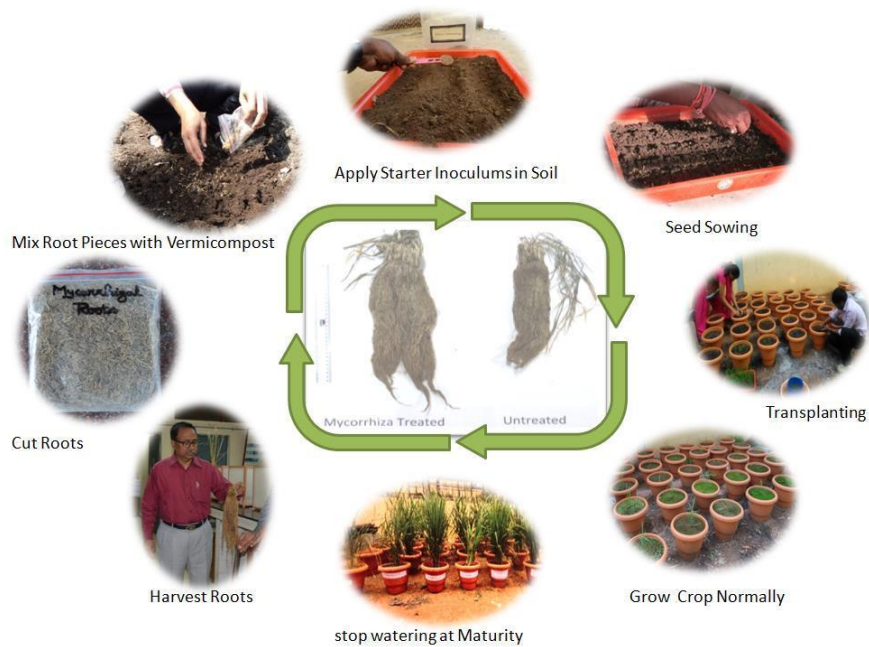 Apply Starter Inoculums in Soil
Seed Sowing
Transplanting
Grow Crop Normally
stop watering at Maturity
Harvest Roots
Cut Roots
Mycorrhizal
Roots
Mix Root Pieces with Vermicompost
Mycorrhiza Treated
Untreated